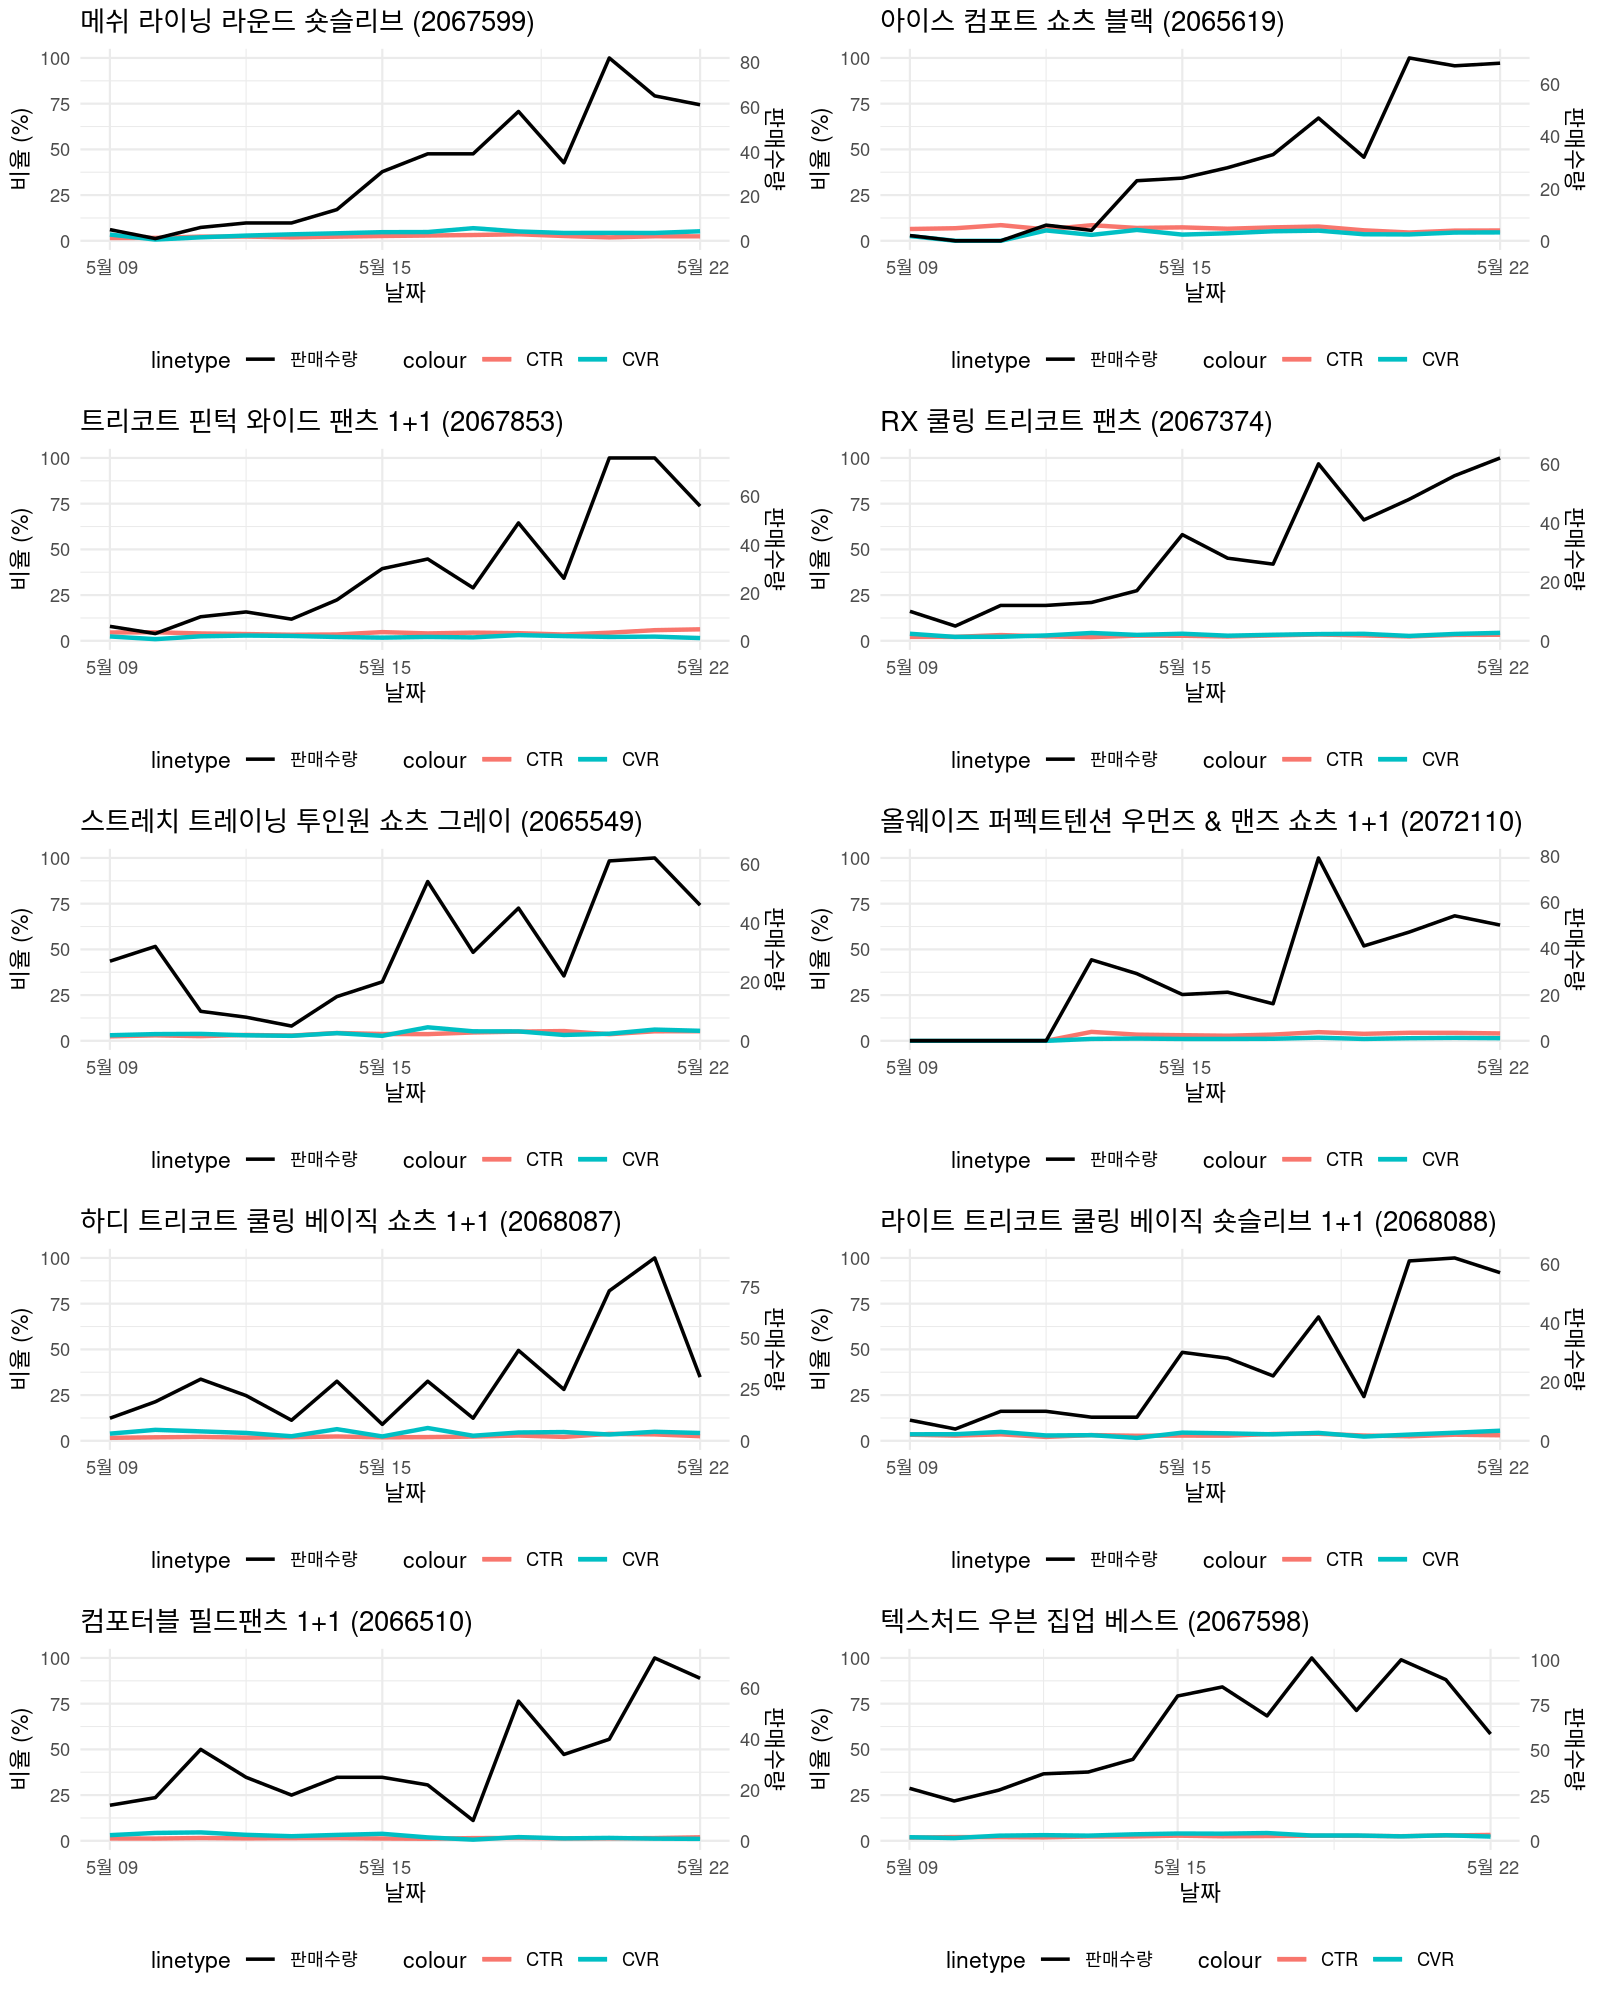 메쉬 라이닝 라운드 숏슬리브 (2067599)
100
75
50
25
0
80
60
40
20
0
비율 (%)
판매수량
5월 09
5월 15
5월 22
날짜
linetype 판매수량 colour CTR CVR
아이스 컴포트 쇼츠 블랙 (2065619)
100
75
50
25
0
60
40
20
0
비율 (%)
판매수량
5월 09
5월 15
5월 22
날짜
linetype 판매수량 colour CTR CVR
트리코트 핀턱 와이드 팬츠 1+1 (2067853)
100
75
50
25
0
60
40
20
0
비율 (%)
판매수량
5월 09
5월 15
5월 22
날짜
linetype 판매수량 colour CTR CVR
RX 쿨링 트리코트 팬츠 (2067374)
100
75
50
25
0
60
40
20
0
비율 (%)
판매수량
5월 09
5월 15
5월 22
날짜
linetype 판매수량 colour CTR CVR
스트레치 트레이닝 투인원 쇼츠 그레이 (2065549)
100
75
50
25
0
60
40
20
0
비율 (%)
판매수량
5월 09
5월 15
5월 22
날짜
linetype 판매수량 colour CTR CVR
올웨이즈 퍼펙트텐션 우먼즈 & 맨즈 쇼츠 1+1 (2072110)
100
75
50
25
0
80
60
40
20
0
비율 (%)
판매수량
5월 09
5월 15
5월 22
날짜
linetype 판매수량 colour CTR CVR
하디 트리코트 쿨링 베이직 쇼츠 1+1 (2068087)
100
75
50
25
0
75
50
25
0
비율 (%)
판매수량
5월 09
5월 15
5월 22
날짜
linetype 판매수량 colour CTR CVR
라이트 트리코트 쿨링 베이직 숏슬리브 1+1 (2068088)
100
75
50
25
0
60
40
20
0
비율 (%)
판매수량
5월 09
5월 15
5월 22
날짜
linetype 판매수량 colour CTR CVR
컴포터블 필드팬츠 1+1 (2066510)
100
75
50
25
0
60
40
20
0
비율 (%)
판매수량
5월 09
5월 15
5월 22
날짜
linetype 판매수량 colour CTR CVR
텍스처드 우븐 집업 베스트 (2067598)
100
75
50
25
0
100
75
50
25
0
비율 (%)
판매수량
5월 09
5월 15
5월 22
날짜
linetype 판매수량 colour CTR CVR